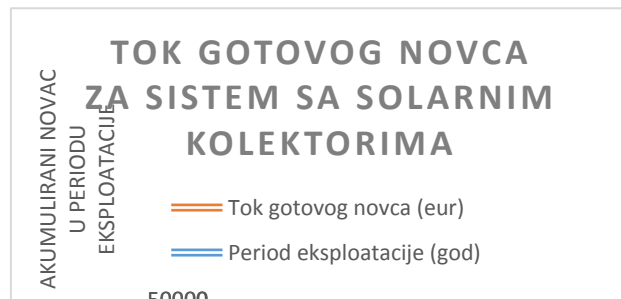 TOK GOTOVOG NOVCA
ZA SISTEM SA SOLARNIM
KOLEKTORIMA
AKUMULIRANI NOVAC
U PERIODU
EKSPLOATACIJE
Tok gotovog novca (eur)
Period eksploatacije (god)
50000